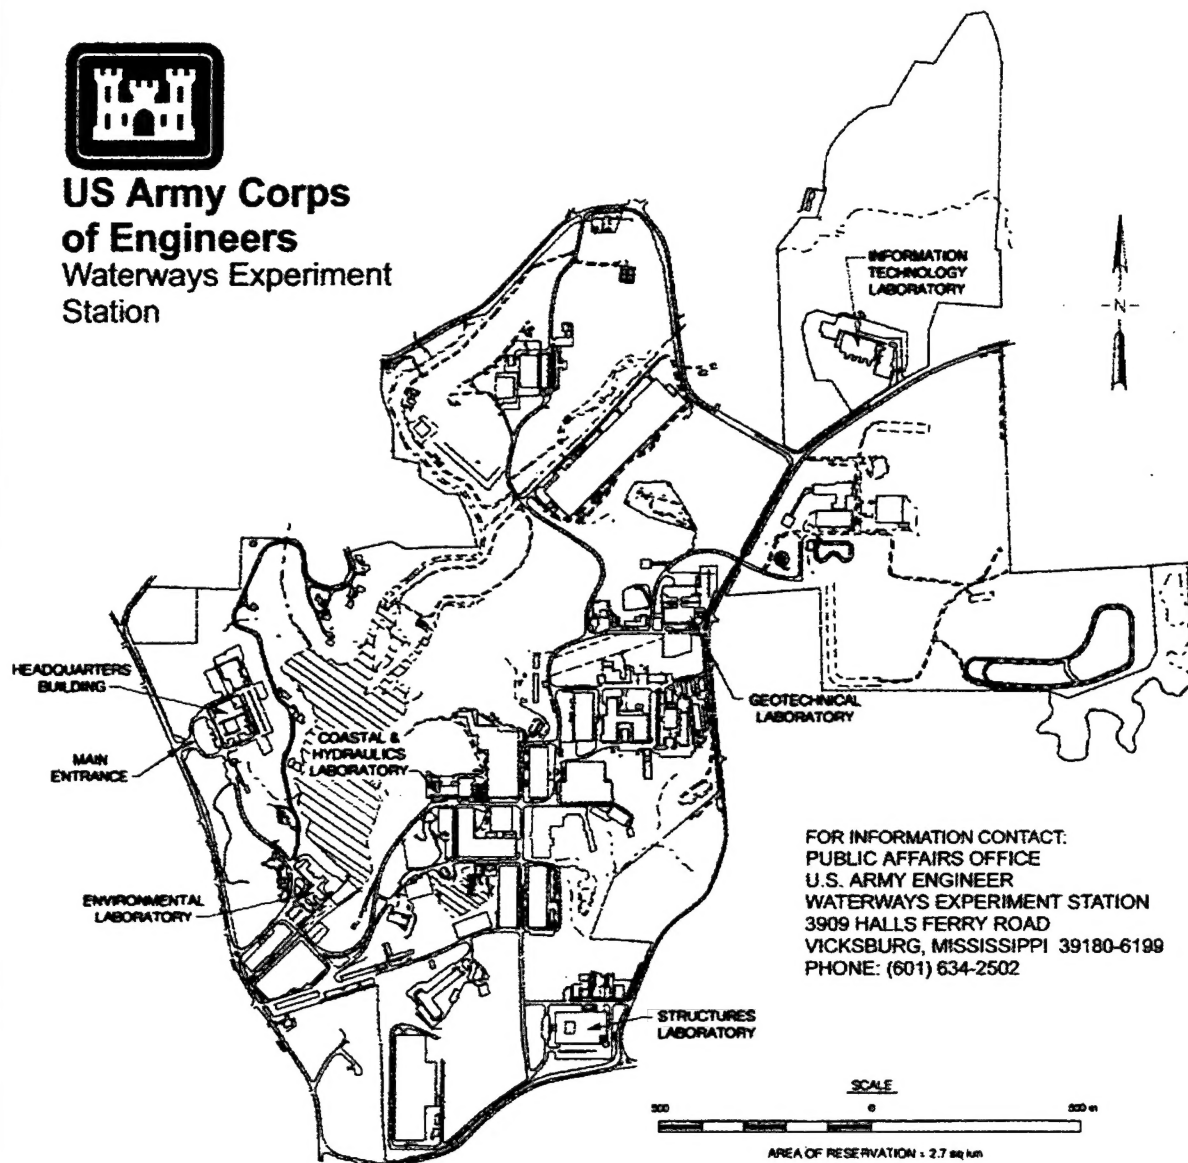 US Army Corps
of Engineers
Waterways Experiment
Station
INFORMATION
TECHNOLOGY
LABORATORY
N
HEADQUARTERS
BUILDING
MAIN
ENTRANCE
COASTAL &
HYDRAULICS
LABORATORY
GEOTECHNICAL
LABORATORY
ENVIRONMENTAL
LABORATORY
STRUCTURES
LABORATORY
FOR INFORMATION CONTACT:
PUBLIC AFFAIRS OFFICE
U.S. ARMY ENGINEER
WATERWAYS EXPERIMENT STATION
3909 HALLS FERRY ROAD
VICKSBURG, MISSISSIPPI 39180-6199
PHONE: (601) 634-2502
SCALE
500 0 500 m
AREA OF RESERVATION = 2.7 sq km